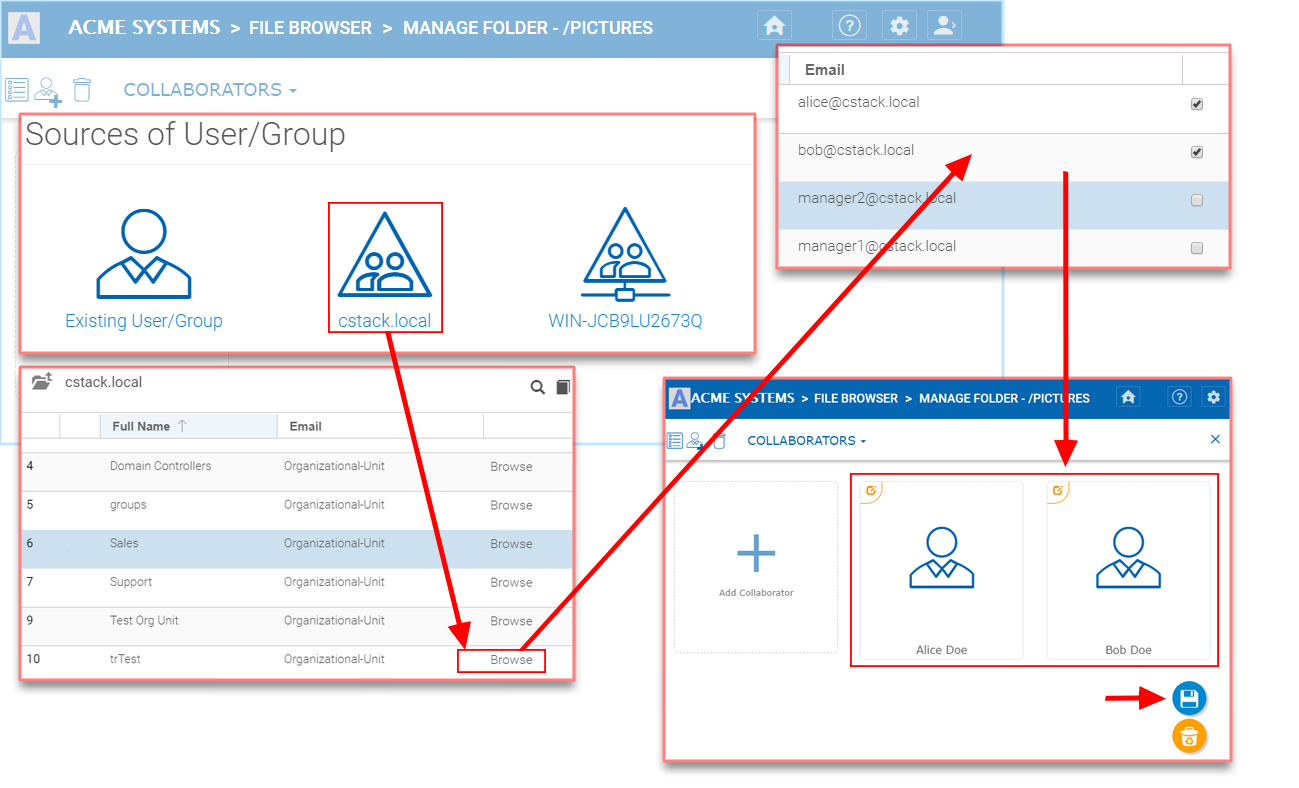 A ACME SYSTEMS > FILE BROWSER > MANAGE FOLDER - /PICTURES
COLLABORATORS
Sources of User/Group
Existing User/Group
cstack.local
WIN-JCB9LU2673Q
cstack.local
Full Name Email
4 Domain Controllers Organizational-Unit Browse
5 groups Organizational-Unit Browse
6 Sales Organizational-Unit Browse
7 Support Organizational-Unit Browse
9 Test Org Unit Organizational-Unit Browse
10 trTest Organizational-Unit Browse
Email
alice@cstack.local
bob@cstack.local
manager2@cstack.local
manager1@cstack.local
A ACME SYSTEMS > FILE BROWSER > MANAGE FOLDER - /PICTURES
COLLABORATORS
Add Collaborator
Alice Doe
Bob Doe